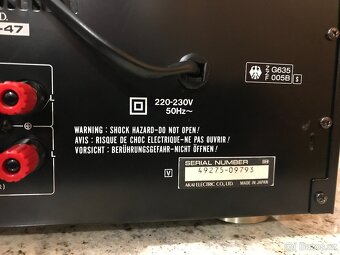 D.
-47
Z G635
F 005B S
220-230V
50Hz~
WARNING : SHOCK HAZARD-DO NOT OPEN !
AVIS : RISQUE DE CHOC ELECTRIQUE-NE PAS OUVRIR !
VORSICHT : BERÜHRUNGSGEFAHR-NICHT ÖFFNEN !
SERIAL NUMBER
V 49275-09793
AKAI ELECTRIC CO., LTD. MADE IN JAPAN
R)